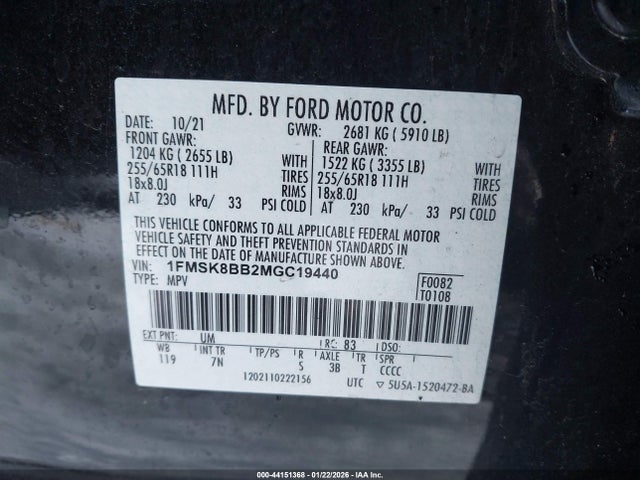 MFD. BY FORD MOTOR CO.
10/21 GVWR: 2681 KG ( 5910 LB)
FRONT GAWR: REAR GAWR:
1204 KG ( 2655 LB) WITH 1522 KG ( 3355 LB) WITH
255/65R18 111H TIRES 255/65R18 111H TIRES
18x8.0J RIMS 18x8.0J RIMS
AT 230 kPa/ 33 PSI COLD AT 230 kPa/ 33 PSI COLD
THIS VEHICLE CONFORMS TO ALL APPLICABLE FEDERAL MOTOR
VEHICLE SAFETY AND THEFT PREVENTION STANDARDS IN
EFFECT ON THE DATE OF MANUFACTURE SHOWN ABOVE.
VIN: 1FMSK8BB2MGC19440
TYPE: MPV
F0082
T0108
EXT PNT: UM RC: 83 DSO:
WB INT TR TP/PS R AXLE TR SPR
119 7N S 3B T CCCC
1202110222156 UTC ▽ 5U5A-1520472-BA
000-44151368 - 01/22/2026 - IAA Inc.